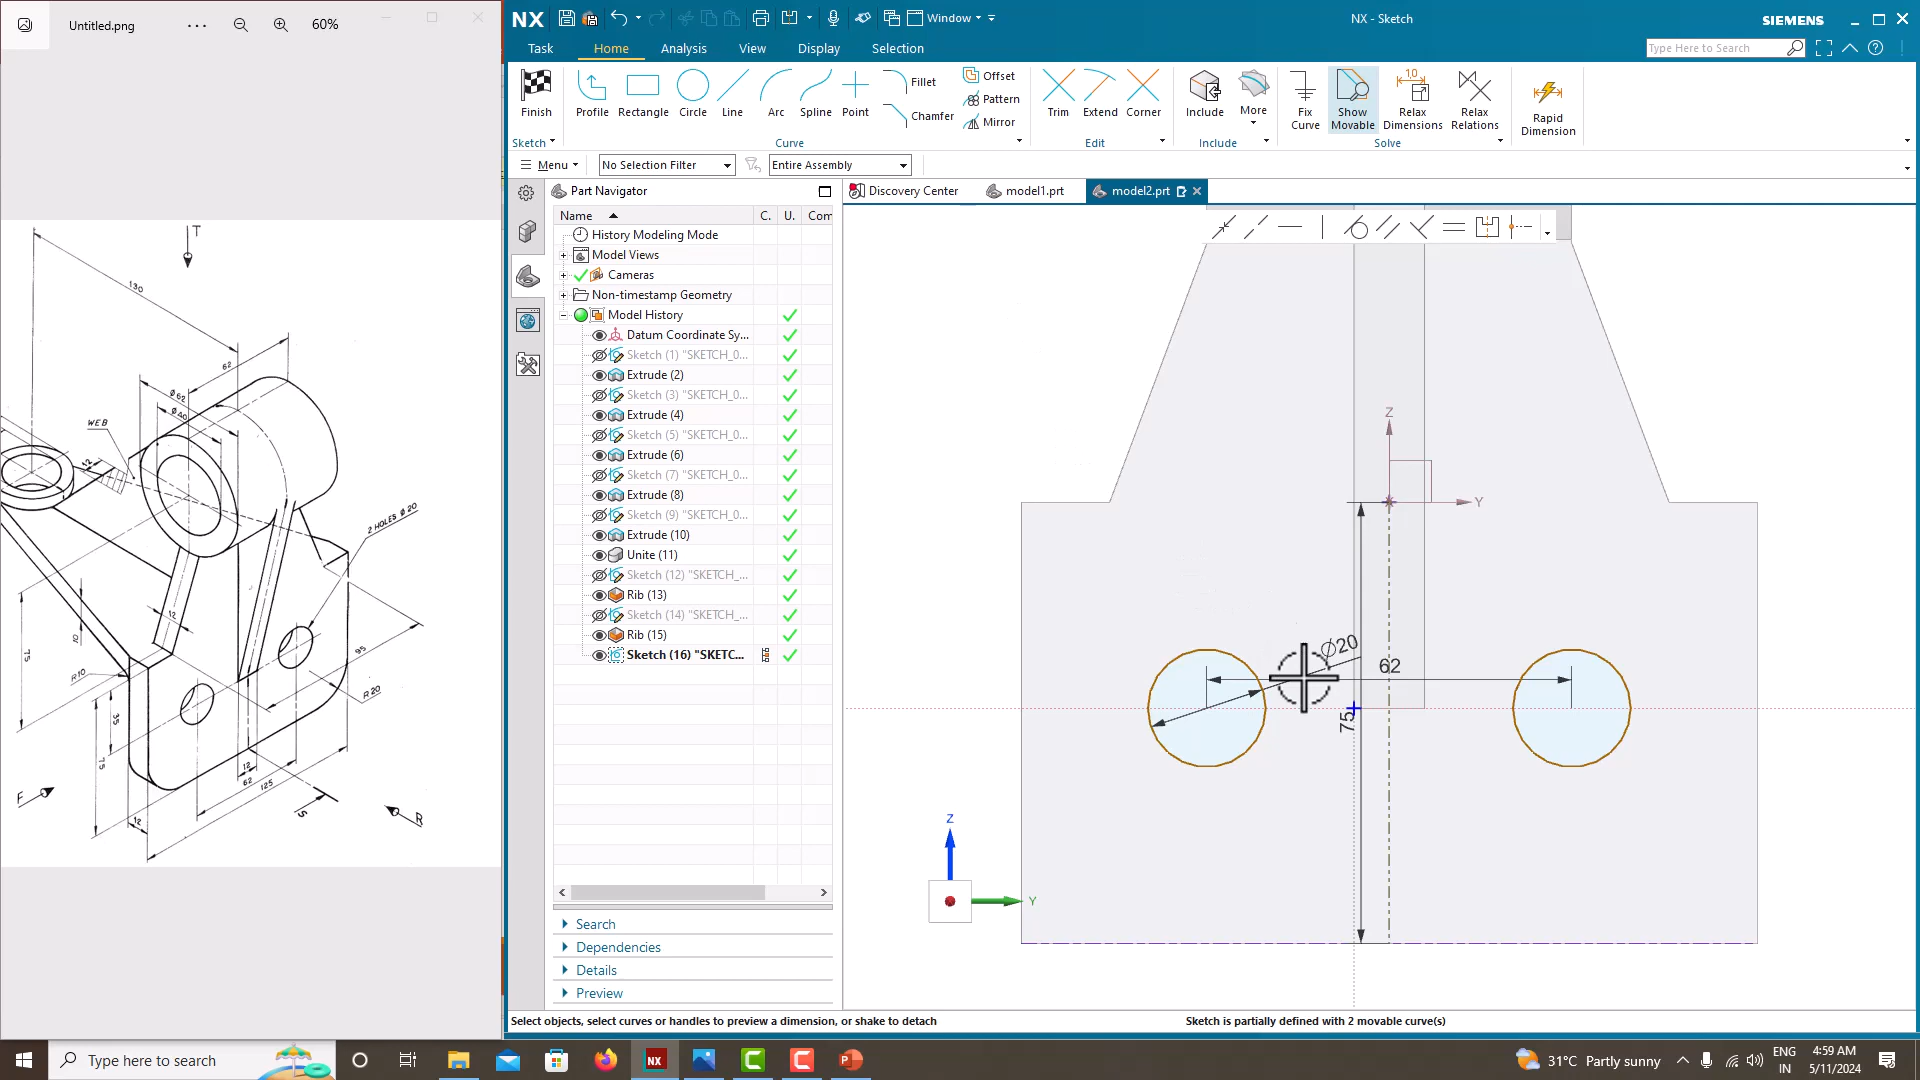 Untitled.png
60%
T
130
62
Ø62
Ø40
WEB
12
2 HOLES Ø20
12
75
10
R10
95
R20
35
75
12
62
125
12
F
S
R
NX
Window
NX - Sketch
SIEMENS
Task
Home
Analysis
View
Display
Selection
Type Here to Search
Finish
Profile
Rectangle
Circle
Line
Arc
Spline
Point
Fillet
Chamfer
Offset
Pattern
Mirror
Trim
Extend
Corner
Include
More
Fix Curve
Show Movable
Relax Dimensions
Relax Relations
1.0
Rapid Dimension
Sketch
Curve
Edit
Include
Solve
Menu
No Selection Filter
Entire Assembly
Part Navigator
Discovery Center
model1.prt
model2.prt
Name
C.
U.
Com
History Modeling Mode
Model Views
Cameras
Non-timestamp Geometry
Model History
Datum Coordinate Sy...
Sketch (1) "SKETCH_0...
Extrude (2)
Sketch (3) "SKETCH_0...
Extrude (4)
Sketch (5) "SKETCH_0...
Extrude (6)
Sketch (7) "SKETCH_0...
Extrude (8)
Sketch (9) "SKETCH_0...
Extrude (10)
Unite (11)
Sketch (12) "SKETCH_...
Rib (13)
Sketch (14) "SKETCH_...
Rib (15)
Sketch (16) "SKETC...
Search
Dependencies
Details
Preview
Z
Y
Ø20
62
75
Z
Y
Select objects, select curves or handles to preview a dimension, or shake to detach
Sketch is partially defined with 2 movable curve(s)
Type here to search
NX
31°C Partly sunny
ENG
IN
4:59 AM
5/11/2024